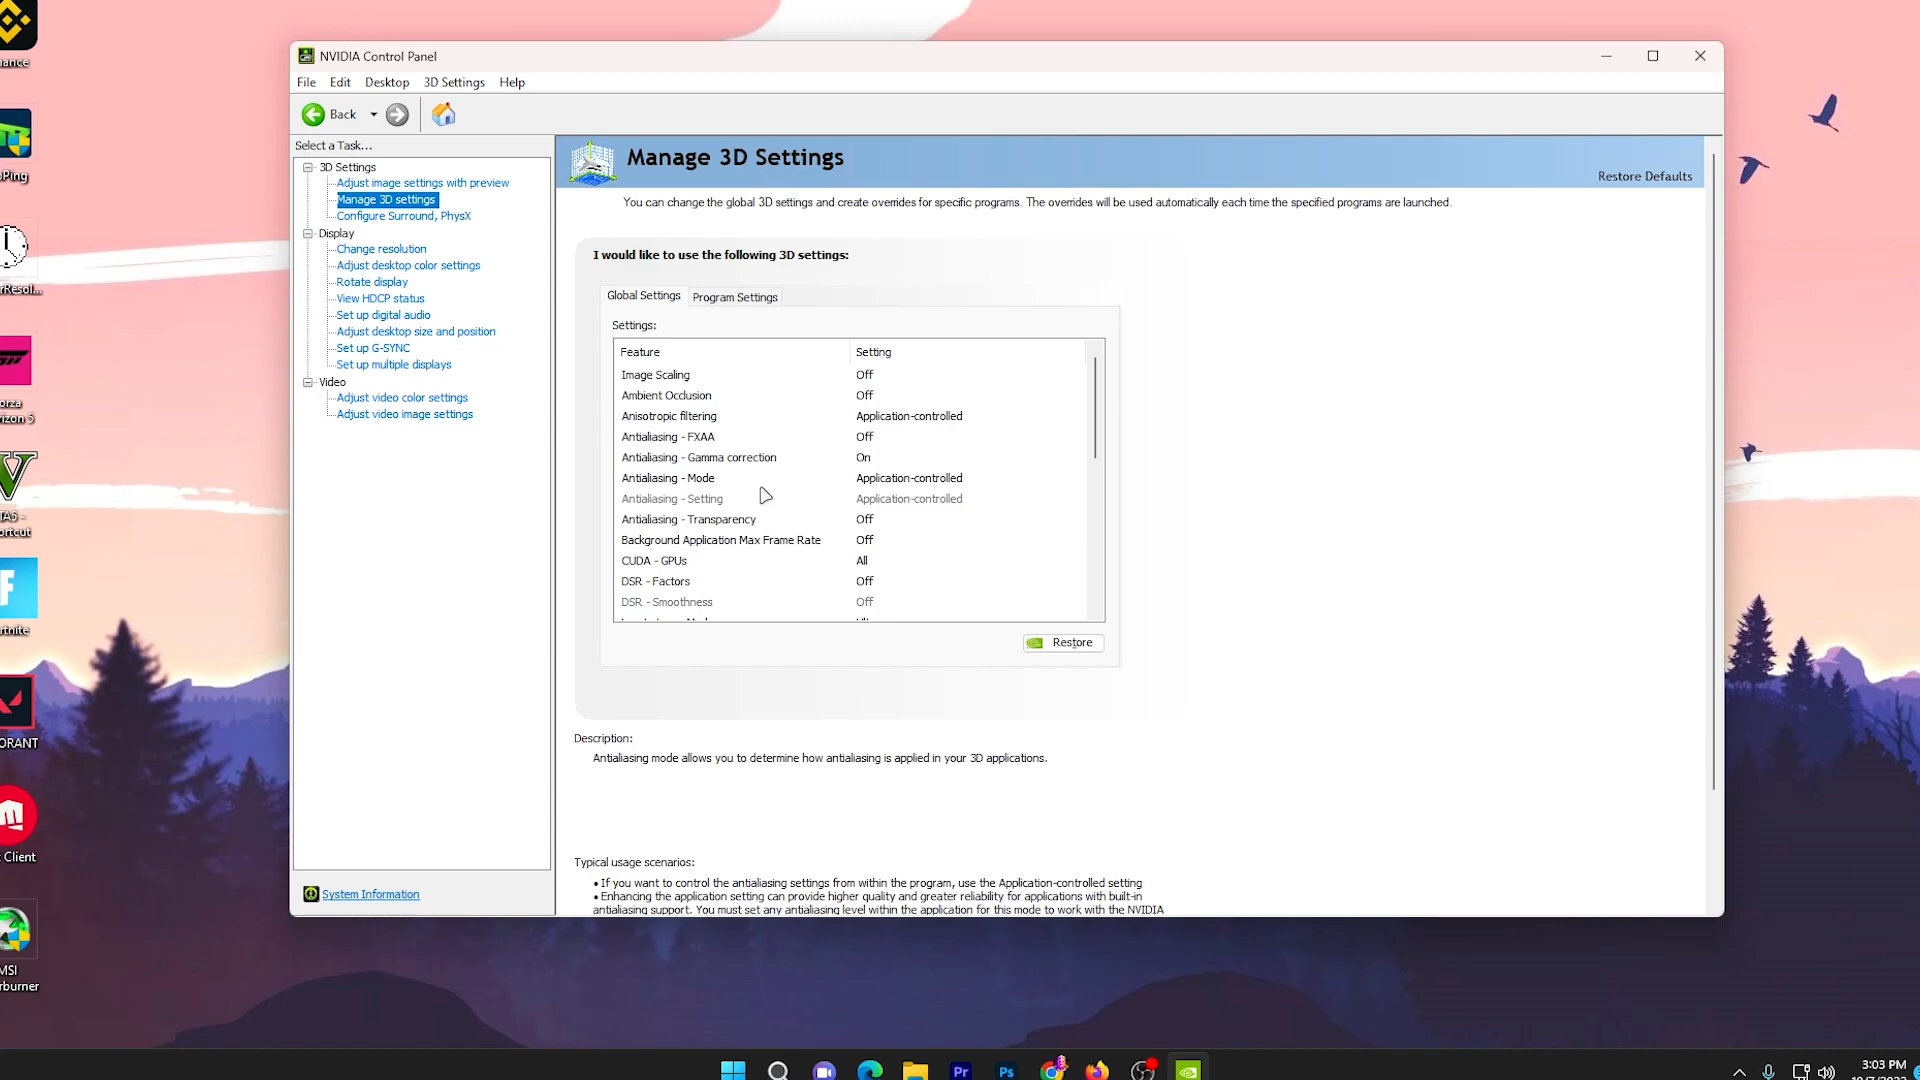 NVIDIA Control Panel
File Edit Desktop 3D Settings Help
Back
Select a Task...
3D Settings
Adjust image settings with preview
Manage 3D settings
Configure Surround, PhysX
Display
Change resolution
Adjust desktop color settings
Rotate display
View HDCP status
Set up digital audio
Adjust desktop size and position
Set up G-SYNC
Set up multiple displays
Video
Adjust video color settings
Adjust video image settings
System Information
Manage 3D Settings
Restore Defaults
You can change the global 3D settings and create overrides for specific programs. The overrides will be used automatically each time the specified programs are launched.
I would like to use the following 3D settings:
Global Settings Program Settings
Settings:
Feature Setting
Image Scaling Off
Ambient Occlusion Off
Anisotropic filtering Application-controlled
Antialiasing - FXAA Off
Antialiasing - Gamma correction On
Antialiasing - Mode Application-controlled
Antialiasing - Setting Application-controlled
Antialiasing - Transparency Off
Background Application Max Frame Rate Off
CUDA - GPUs All
DSR - Factors Off
DSR - Smoothness Off
Restore
Description:
Antialiasing mode allows you to determine how antialiasing is applied in your 3D applications.
Typical usage scenarios:
• If you want to control the antialiasing settings from within the program, use the Application-controlled setting
• Enhancing the application setting can provide higher quality and greater reliability for applications with built-in
antialiasing support. You must set any antialiasing level within the application for this mode to work with the NVIDIA
ance
Ping
rResol...
orza
rizon 5
TA5 -
ortcut
rtnite
ORANT
Client
MSI
rburner
Pr
Ps
3:03 PM